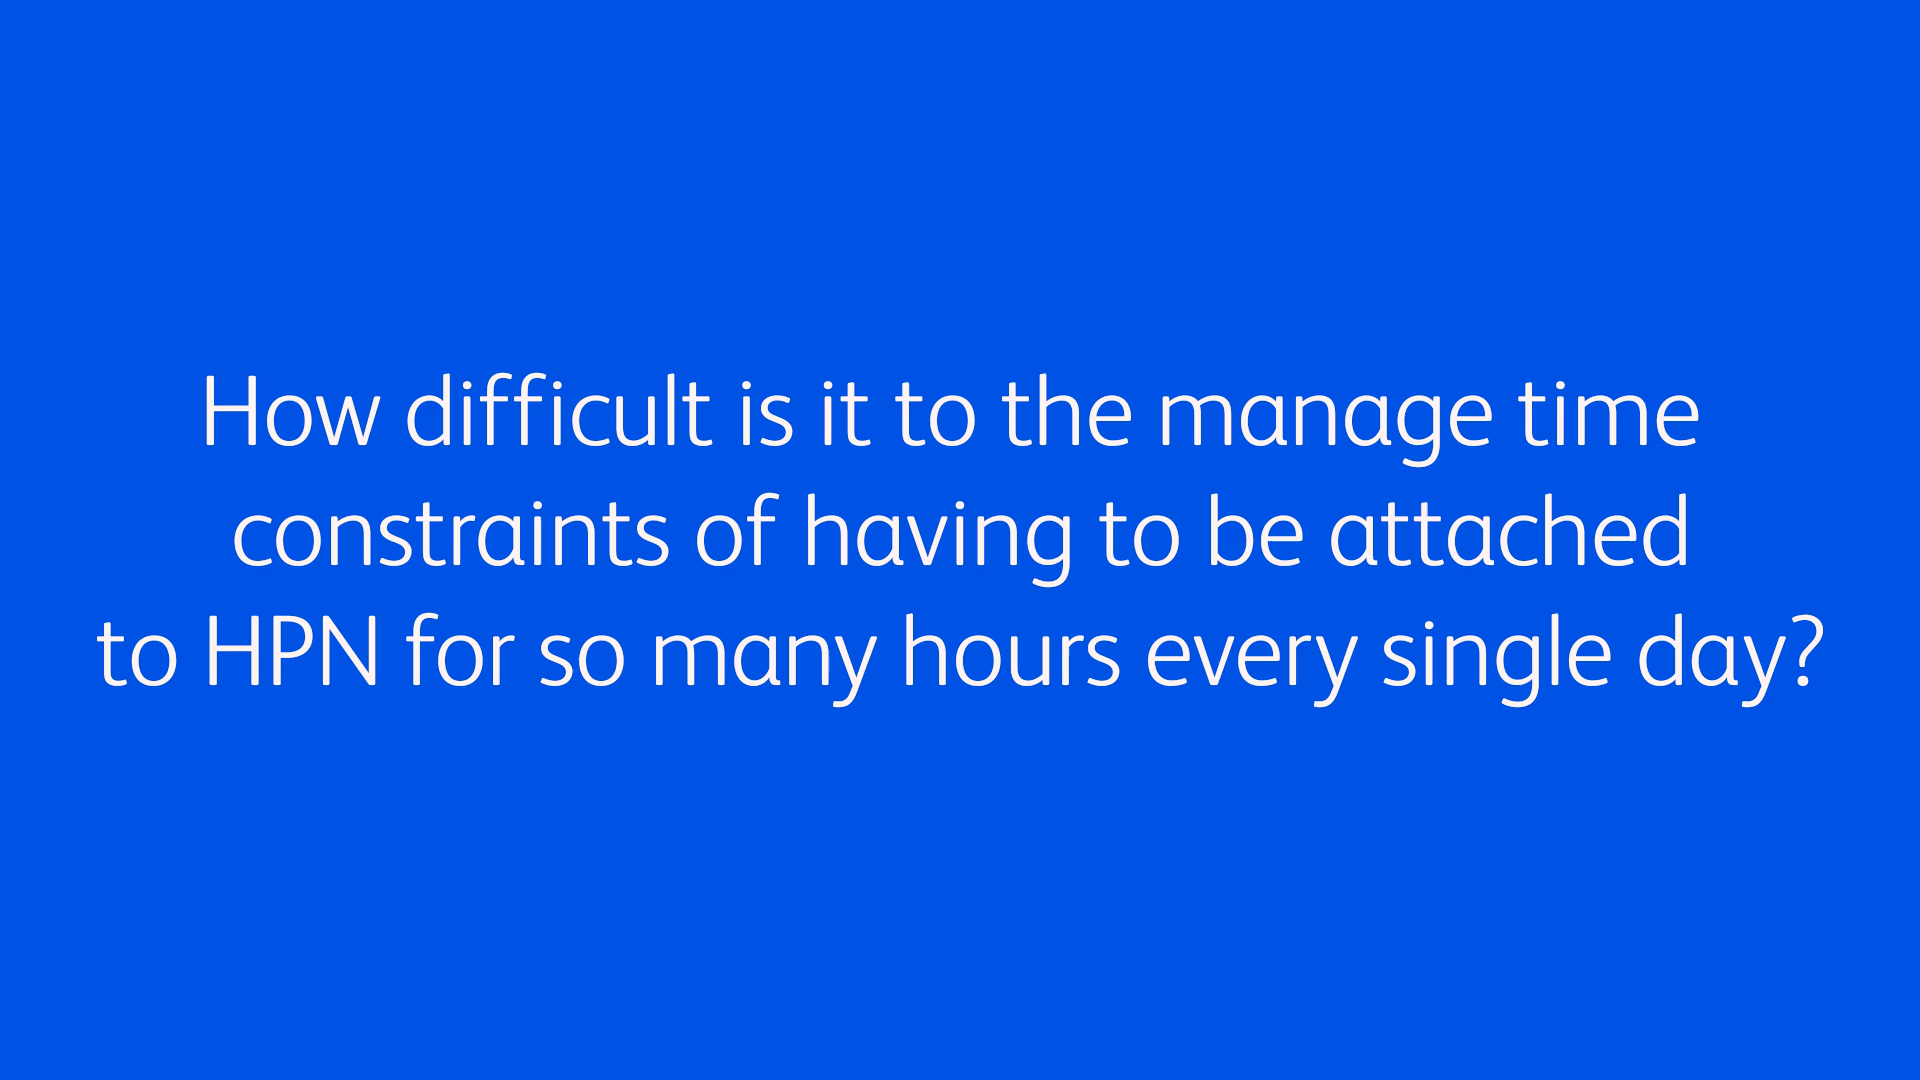 How difficult is it to the manage time
constraints of having to be attached
to HPN for so many hours every single day?